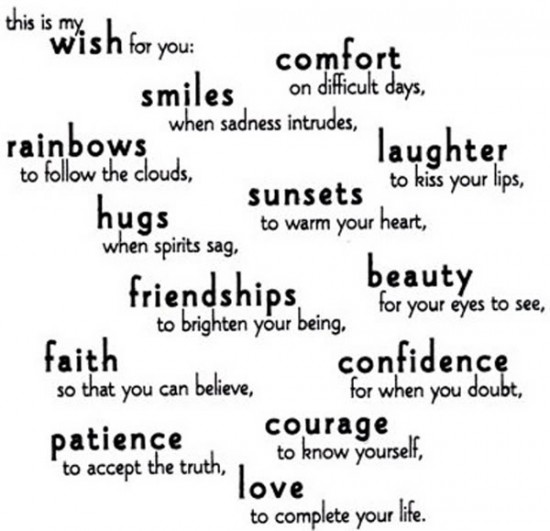 this is my
wish for you:
comfort
on difficult days,
smiles
when sadness intrudes,
rainbows
to follow the clouds,
laughter
to kiss your lips,
sunsets
to warm your heart,
hugs
when spirits sag,
beauty
for your eyes to see,
friendships
to brighten your being,
faith
so that you can believe,
confidence
for when you doubt,
courage
to know yourself,
patience
to accept the truth,
love
to complete your life.